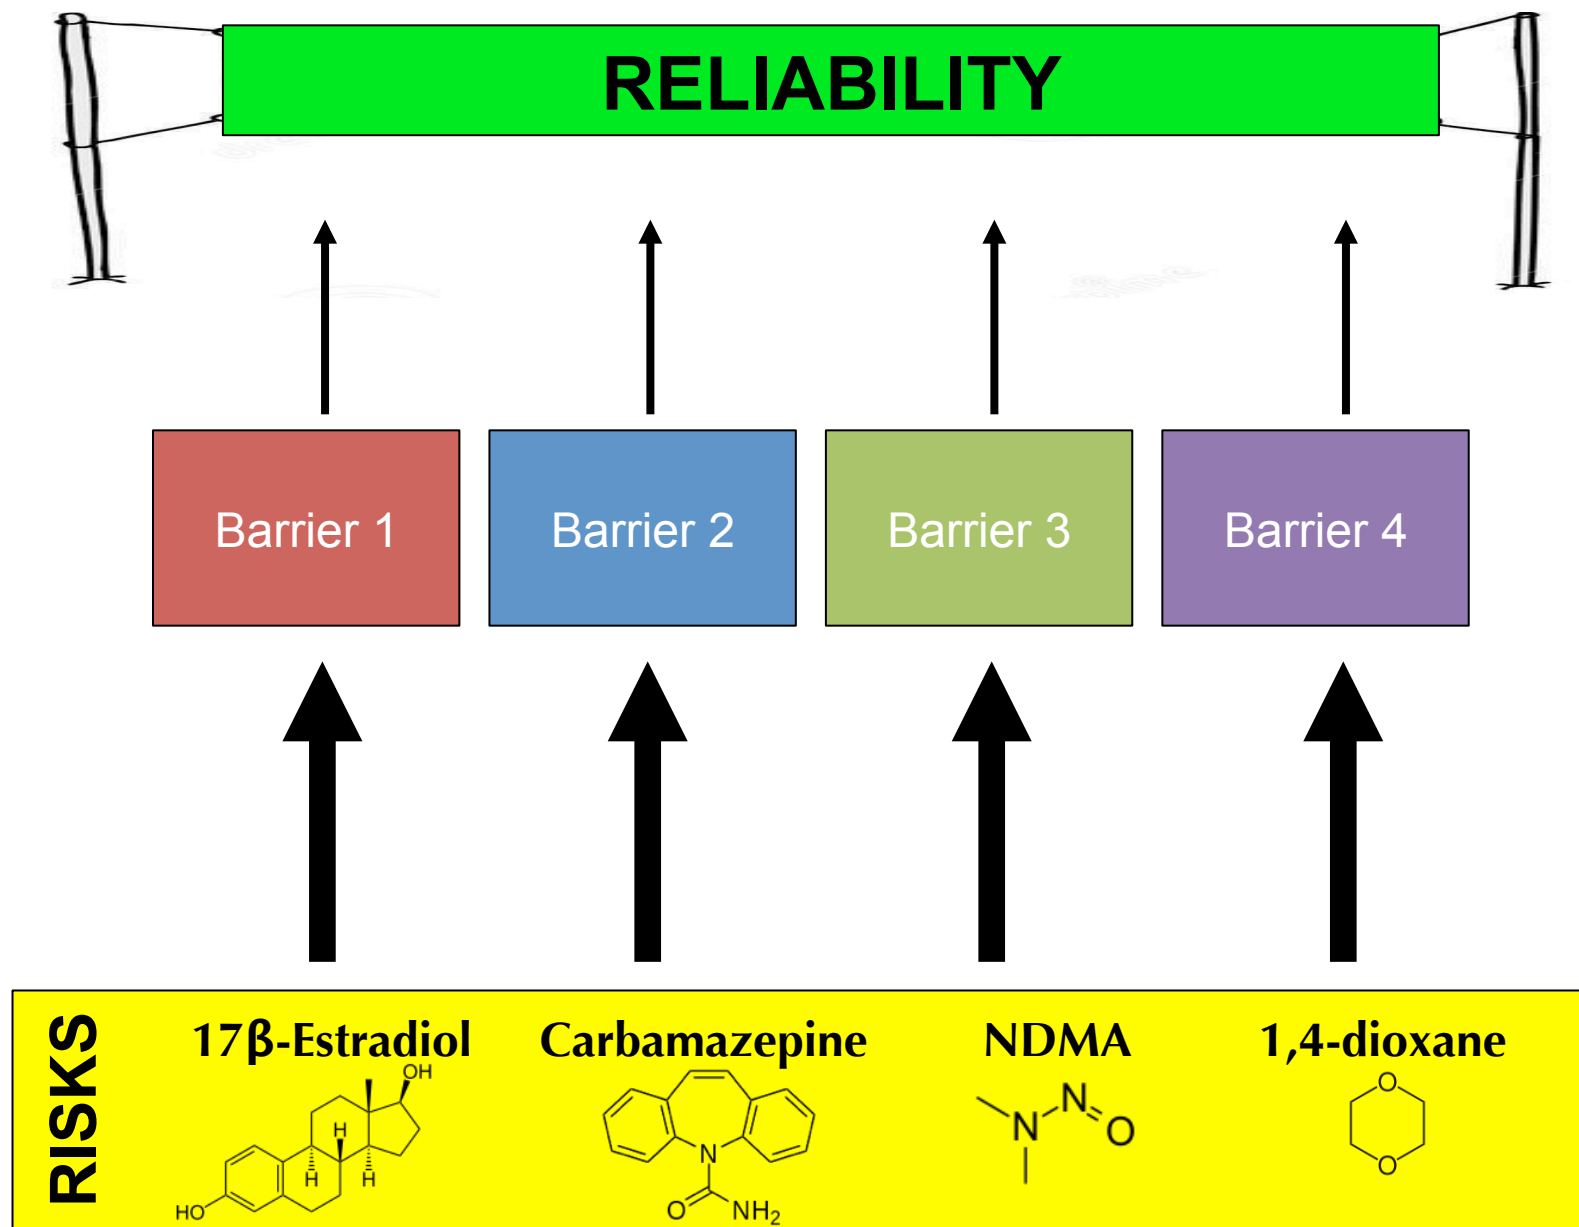 RELIABILITY
Barrier 1 Barrier 2 Barrier 3 Barrier 4
RISKS
17β-Estradiol Carbamazepine NDMA 1,4-dioxane
OH
H
H
H
HO
N
O
NH₂
N
N
O
O
O